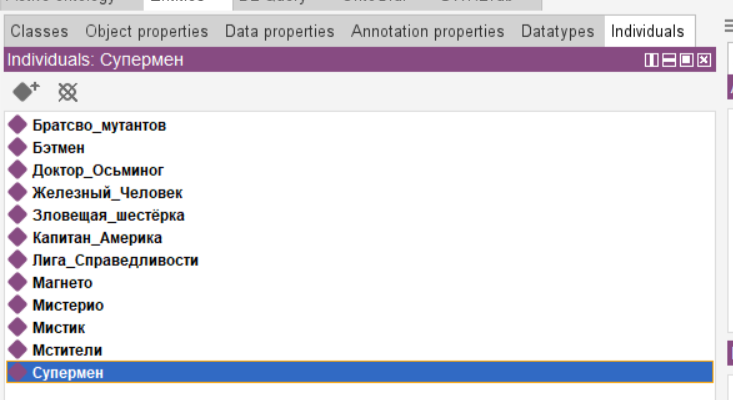 Classes Object properties Data properties Annotation properties Datatypes Individuals
Individuals: Супермен
Братсво_мутантов
Бэтмен
Доктор_Осьминог
Железный_Человек
Зловещая_шестёрка
Капитан_Америка
Лига_Справедливости
Магнето
Мистерио
Мистик
Мстители
Супермен